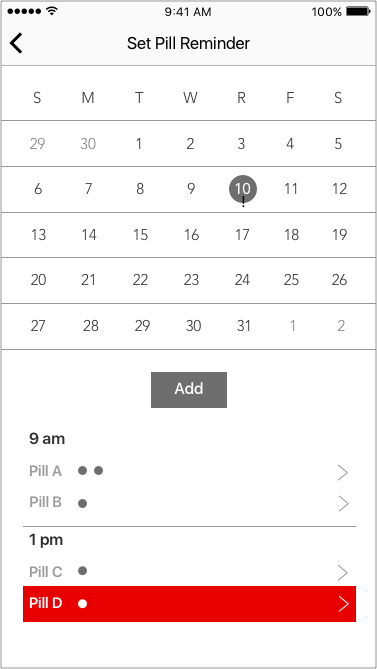 9:41 AM 100%
Set Pill Reminder
S M T W R F S
29 30 1 2 3 4 5
6 7 8 9 10 11 12
!
13 14 15 16 17 18 19
20 21 22 23 24 25 26
27 28 29 30 31 1 2
Add
9 am
Pill A
Pill B
1 pm
Pill C
Pill D